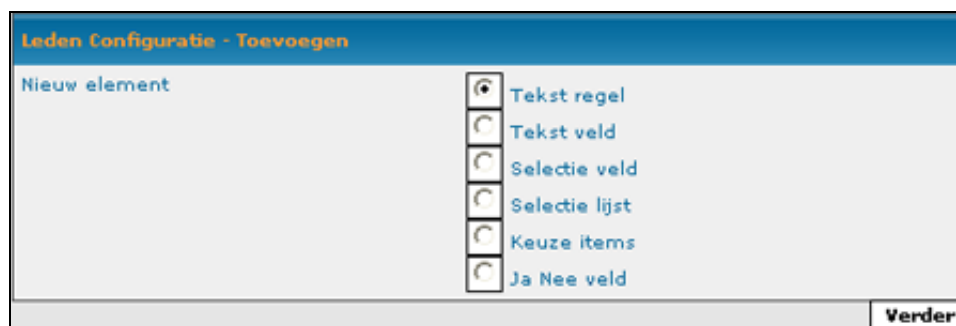 Leden Configuratie - Toevoegen
Nieuw element
Tekst regel
Tekst veld
Selectie veld
Selectie lijst
Keuze items
Ja Nee veld
Verder